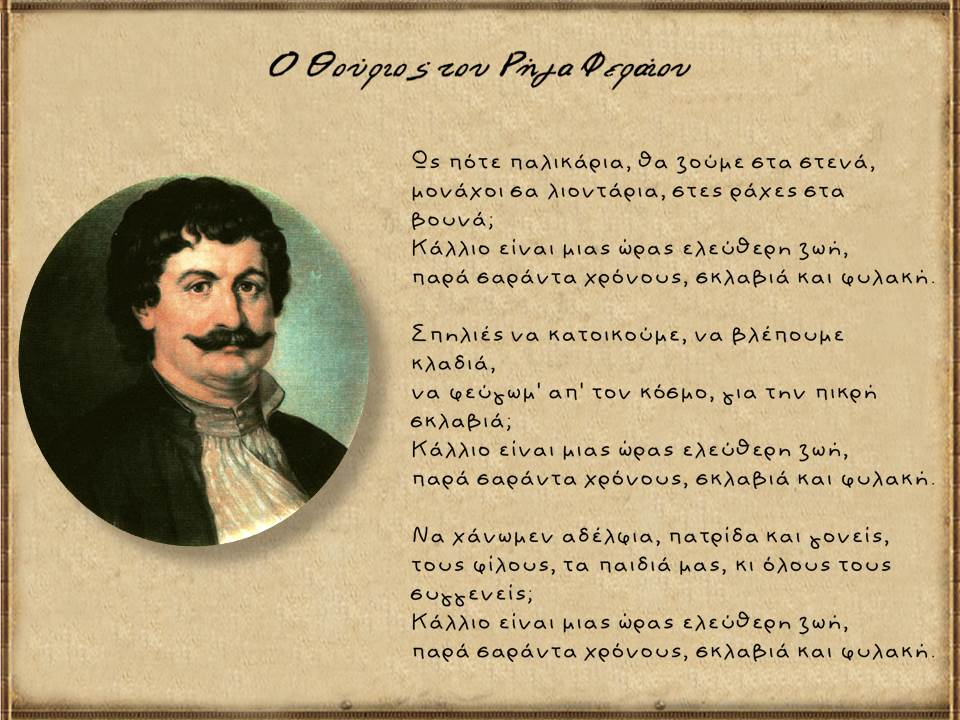 Ο Θούριος του Ρήγα Φεραίου
Ως πότε παλικάρια, θα ζούμε στα στενά,
μονάχοι σα λιοντάρια, στες ράχες στα
βουνά;
Κάλλιο είναι μιας ώρας ελεύθερη ζωή,
παρά σαράντα χρόνους, σκλαβιά και φυλακή.
Σπηλιές να κατοικούμε, να βλέπουμε
κλαδιά,
να φεύγωμ' απ' τον κόσμο, για την πικρή
σκλαβιά;
Κάλλιο είναι μιας ώρας ελεύθερη ζωή,
παρά σαράντα χρόνους, σκλαβιά και φυλακή.
Να χάνωμεν αδέλφια, πατρίδα και γονείς,
τους φίλους, τα παιδιά μας, κι όλους τους
συγγενείς;
Κάλλιο είναι μιας ώρας ελεύθερη ζωή,
παρά σαράντα χρόνους, σκλαβιά και φυλακή.